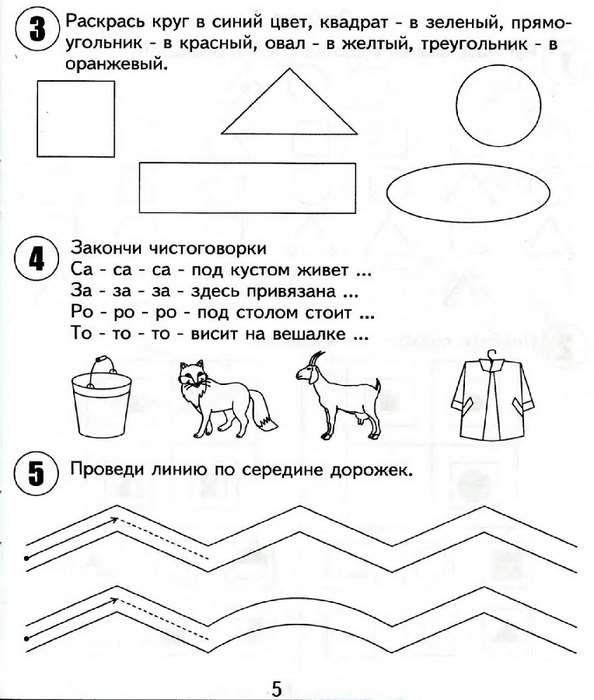 3 Раскрась круг в синий цвет, квадрат - в зеленый, прямо-
угольник - в красный, овал - в желтый, треугольник - в
оранжевый.
4 Закончи чистоговорки
Са - са - са - под кустом живет ...
За - за - за - здесь привязана ...
Ро - ро - ро - под столом стоит ...
То - то - то - висит на вешалке ...
5 Проведи линию по середине дорожек.
5